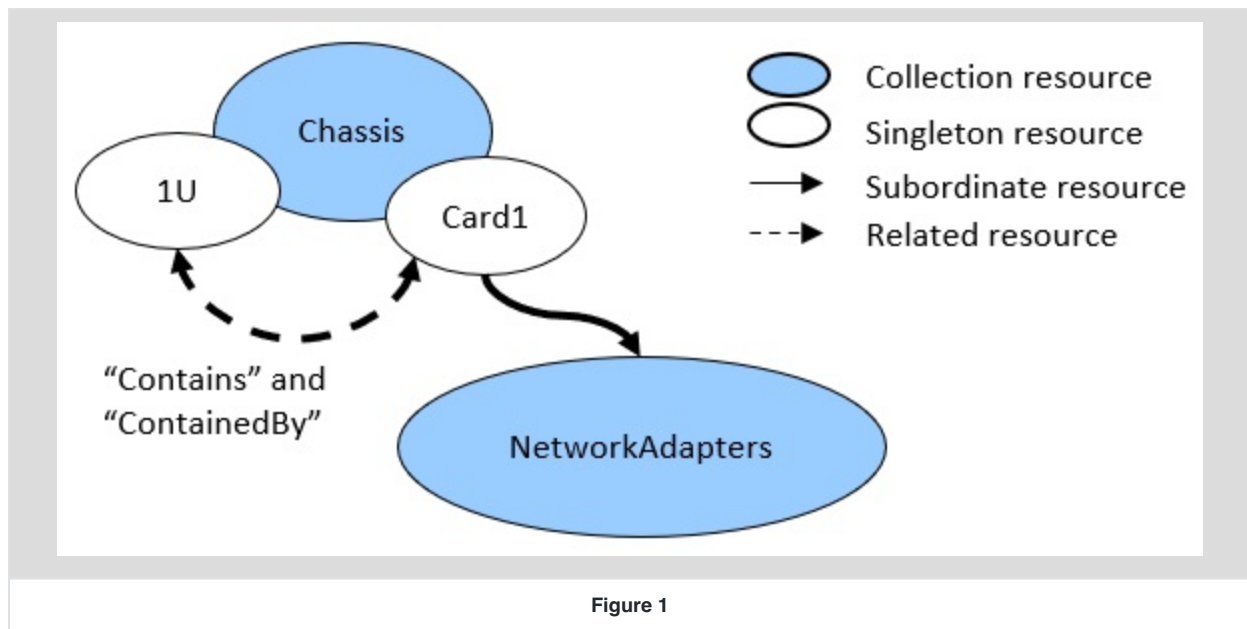 Chassis
1U
Card1
“Contains” and
“ContainedBy”
NetworkAdapters
Collection resource
Singleton resource
Subordinate resource
Related resource
Figure 1